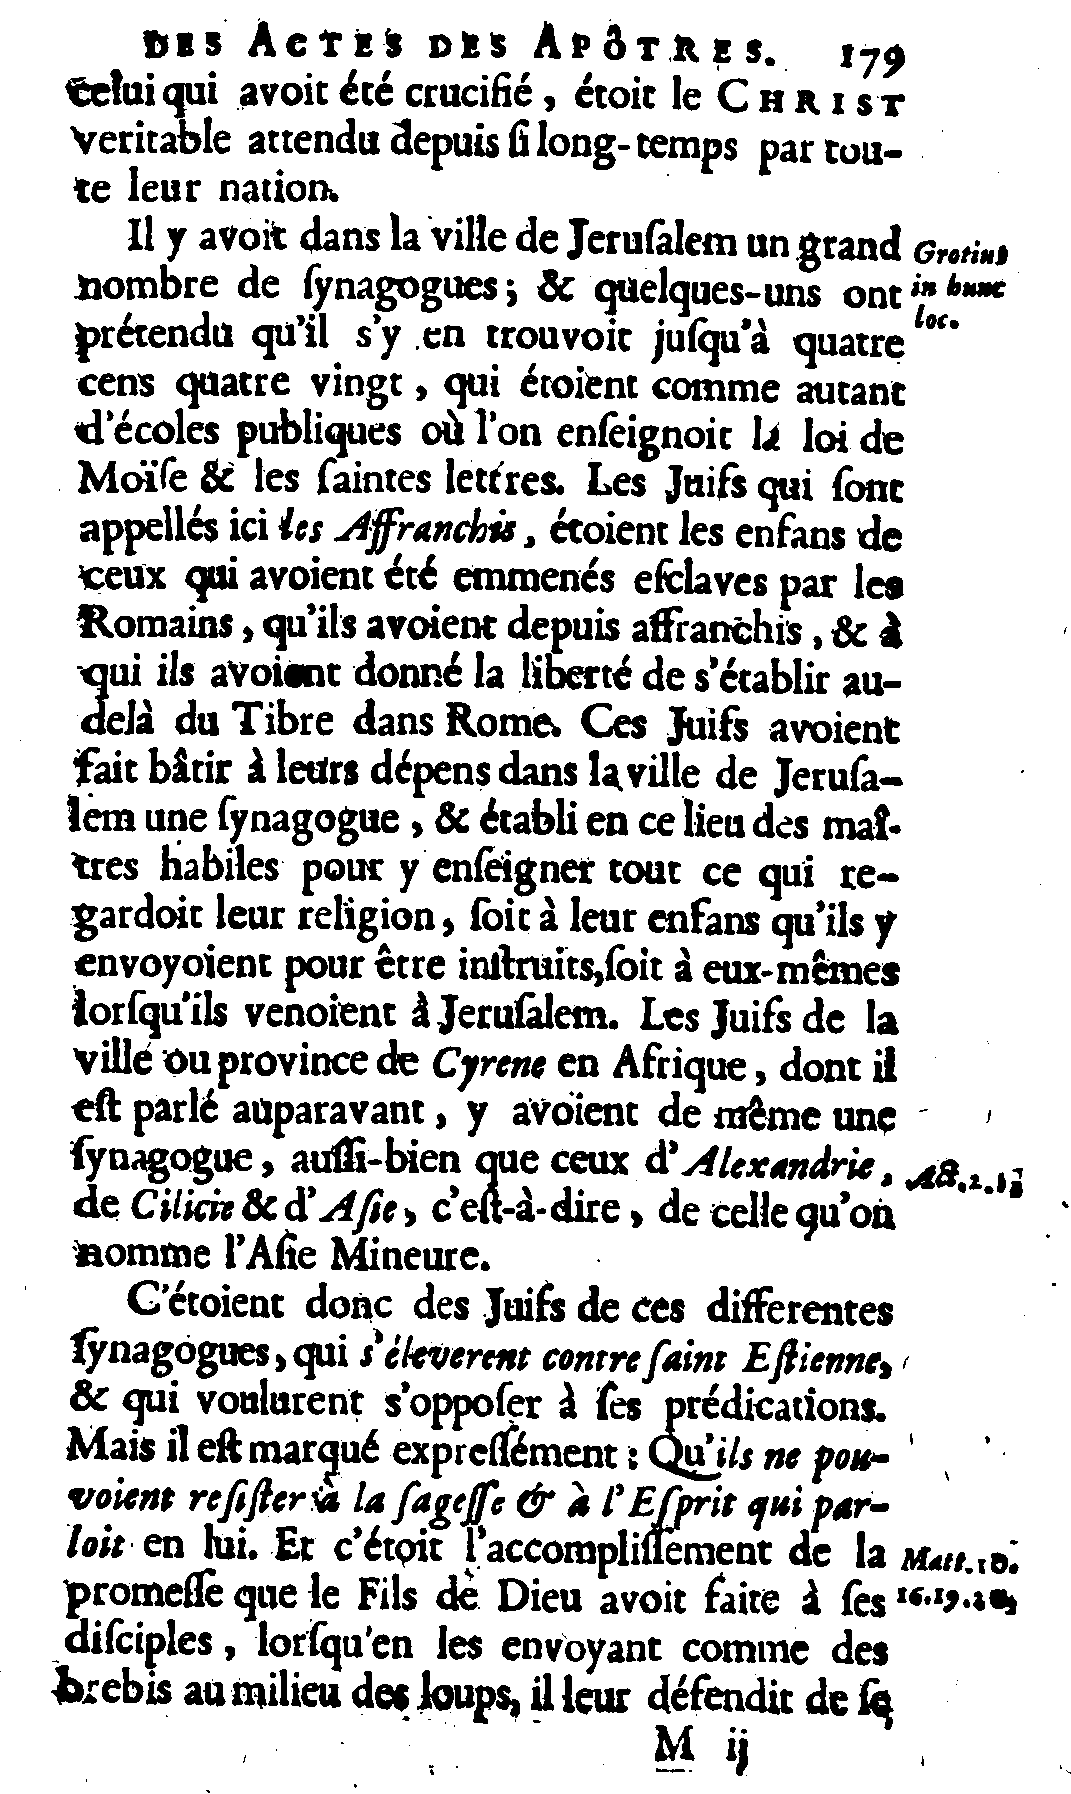 DES ACTES DES APÔTRES. 179
celui qui avoit été crucifié, étoit le CHRIST
veritable attendu depuis ſi long-temps par tou-
te leur nation.
Il y avoit dans la ville de Jeruſalem un grand
Grotius
nombre de ſynagogues; & quelques-uns ont
in hunc
prétendu qu'il s'y en trouvoit juſqu'à quatre
loc.
cens quatre vingt, qui étoient comme autant
d'écoles publiques où l'on enſeignoit la loi de
Moïſe & les ſaintes lettres. Les Juifs qui ſont
appellés ici les Affranchis, étoient les enfans de
ceux qui avoient été emmenés eſclaves par les
Romains, qu'ils avoient depuis affranchis, & à
qui ils avoient donné la liberté de s'établir au-
delà du Tibre dans Rome. Ces Juifs avoient
fait bâtir à leurs dépens dans la ville de Jeruſa-
lem une ſynagogue, & établi en ce lieu des maî-
tres habiles pour y enſeigner tout ce qui re-
gardoit leur religion, ſoit à leur enfans qu'ils y
envoyoient pour être inſtruits, ſoit à eux-mêmes
lorſqu'ils venoient à Jeruſalem. Les Juifs de la
ville ou province de Cyrene en Afrique, dont il
eſt parlé auparavant, y avoient de même une
ſynagogue, auſſi-bien que ceux d'Alexandrie,
Act. 2.
de Cilicie & d'Aſie, c'eſt-à-dire, de celle qu'on
nomme l'Aſie Mineure.
C'étoient donc des Juifs de ces differentes
ſynagogues, qui s'éleverent contre ſaint Eſtienne,
& qui voulurent s'oppoſer à ſes prédications.
Mais il eſt marqué expreſſément : Qu'ils ne pou-
voient reſiſter à la ſageſſe & à l'Eſprit qui par-
loit en lui. Et c'étoit l'accompliſſement de la
Matt. 10.
promeſſe que le Fils de Dieu avoit faite à ſes
16. 19. 20.
diſciples, lorſqu'en les envoyant comme des
brebis au milieu des loups, il leur défendit de ſe
M ij